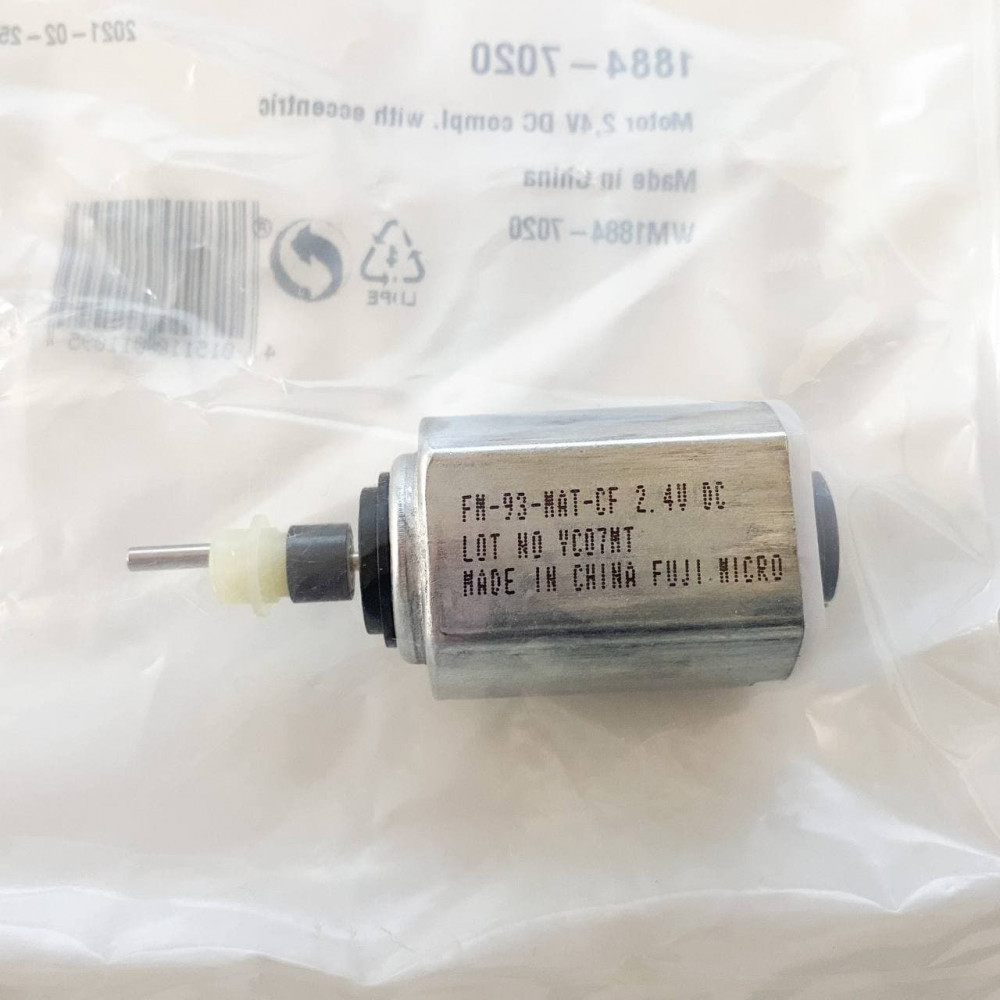 2021-02-25
1884-7020
Motor 2,4V DC compl. with eccentric
Made in China
WM1884-7020
®
LDPE
4
FM-93-MAT-CF 2.4V DC
LOT NO YC07MT
MADE IN CHINA FUJI MICRO